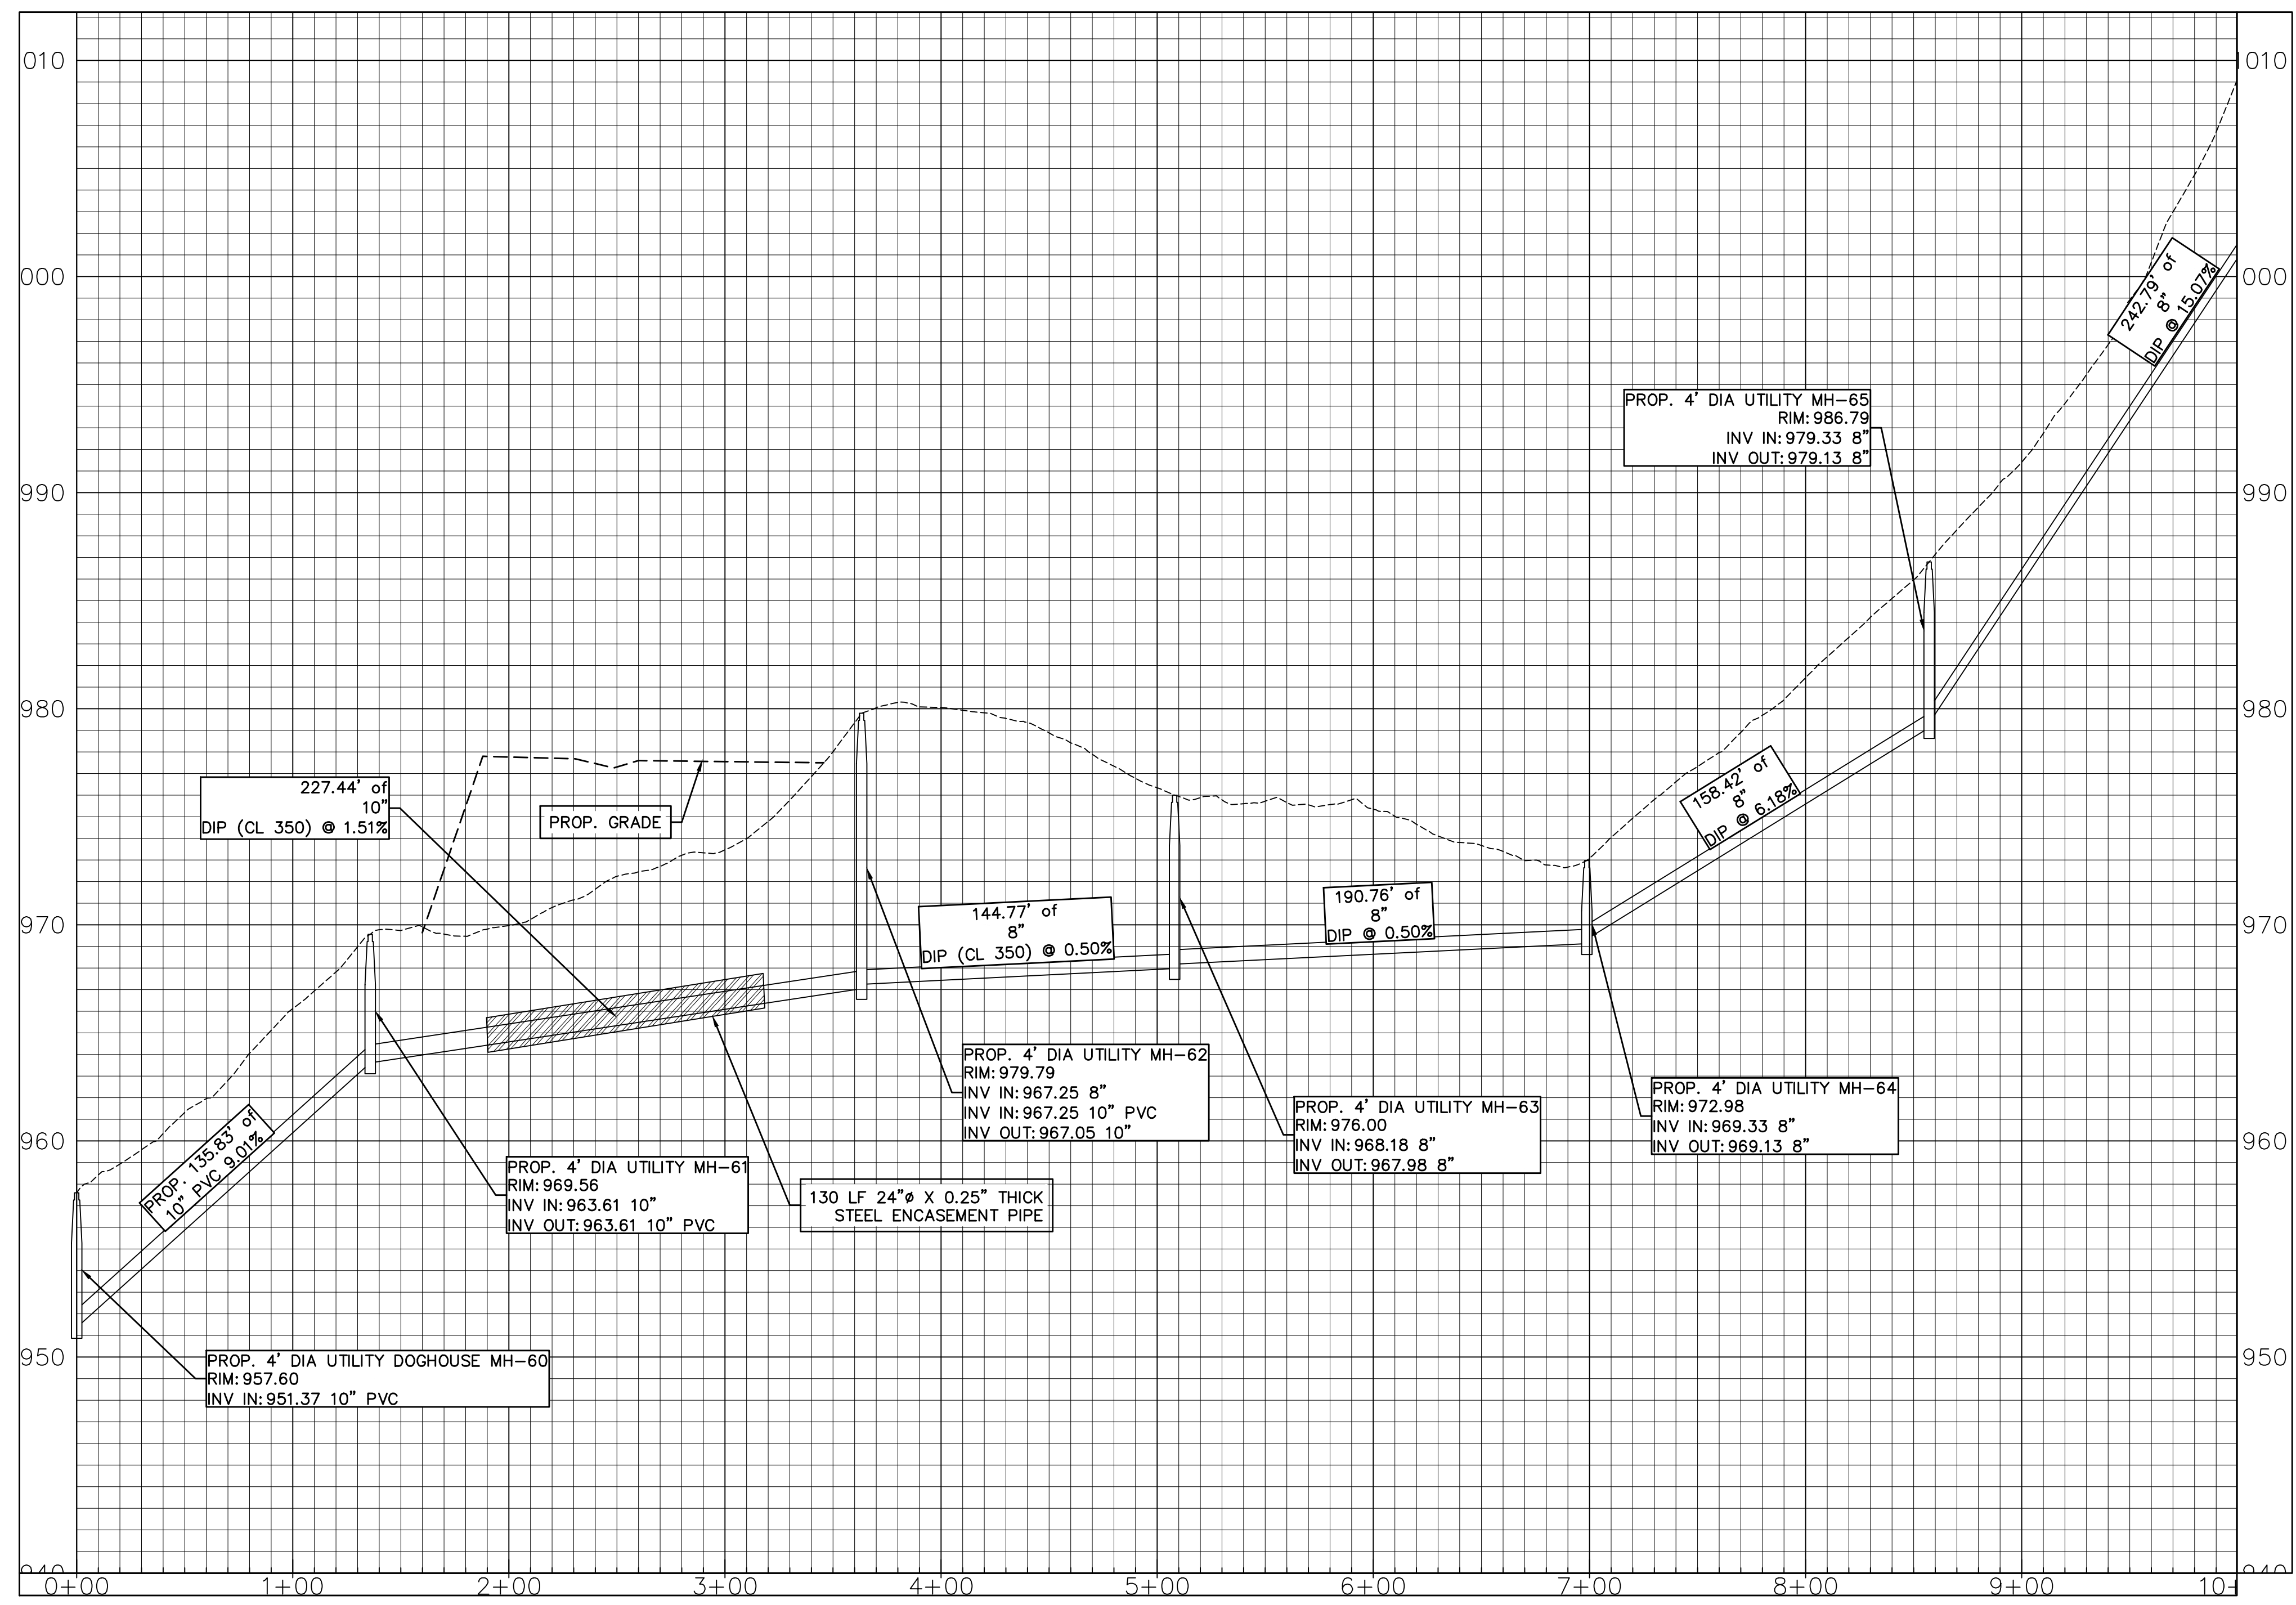 010
010
000
000
242.79' of
8"
DIP @ 15.07%
PROP. 4' DIA UTILITY MH-65
RIM: 986.79
INV IN: 979.33 8"
INV OUT: 979.13 8"
990
990
980
980
227.44' of
10"
DIP (CL 350) @ 1.51%
PROP. GRADE
158.42' of
8"
DIP @ 6.18%
144.77' of
8"
DIP (CL 350) @ 0.50%
190.76' of
8"
DIP @ 0.50%
970
970
PROP. 4' DIA UTILITY MH-62
RIM: 979.79
INV IN: 967.25 8"
INV IN: 967.25 10" PVC
INV OUT: 967.05 10"
PROP. 4' DIA UTILITY MH-63
RIM: 976.00
INV IN: 968.18 8"
INV OUT: 967.98 8"
PROP. 4' DIA UTILITY MH-64
RIM: 972.98
INV IN: 969.33 8"
INV OUT: 969.13 8"
960
960
PROP. 135.83' of
10" PVC 9.01%
PROP. 4' DIA UTILITY MH-61
RIM: 969.56
INV IN: 963.61 10"
INV OUT: 963.61 10" PVC
130 LF 24"ø X 0.25" THICK
STEEL ENCASEMENT PIPE
950
950
PROP. 4' DIA UTILITY DOGHOUSE MH-60
RIM: 957.60
INV IN: 951.37 10" PVC
940
940
0+00 1+00 2+00 3+00 4+00 5+00 6+00 7+00 8+00 9+00 10+